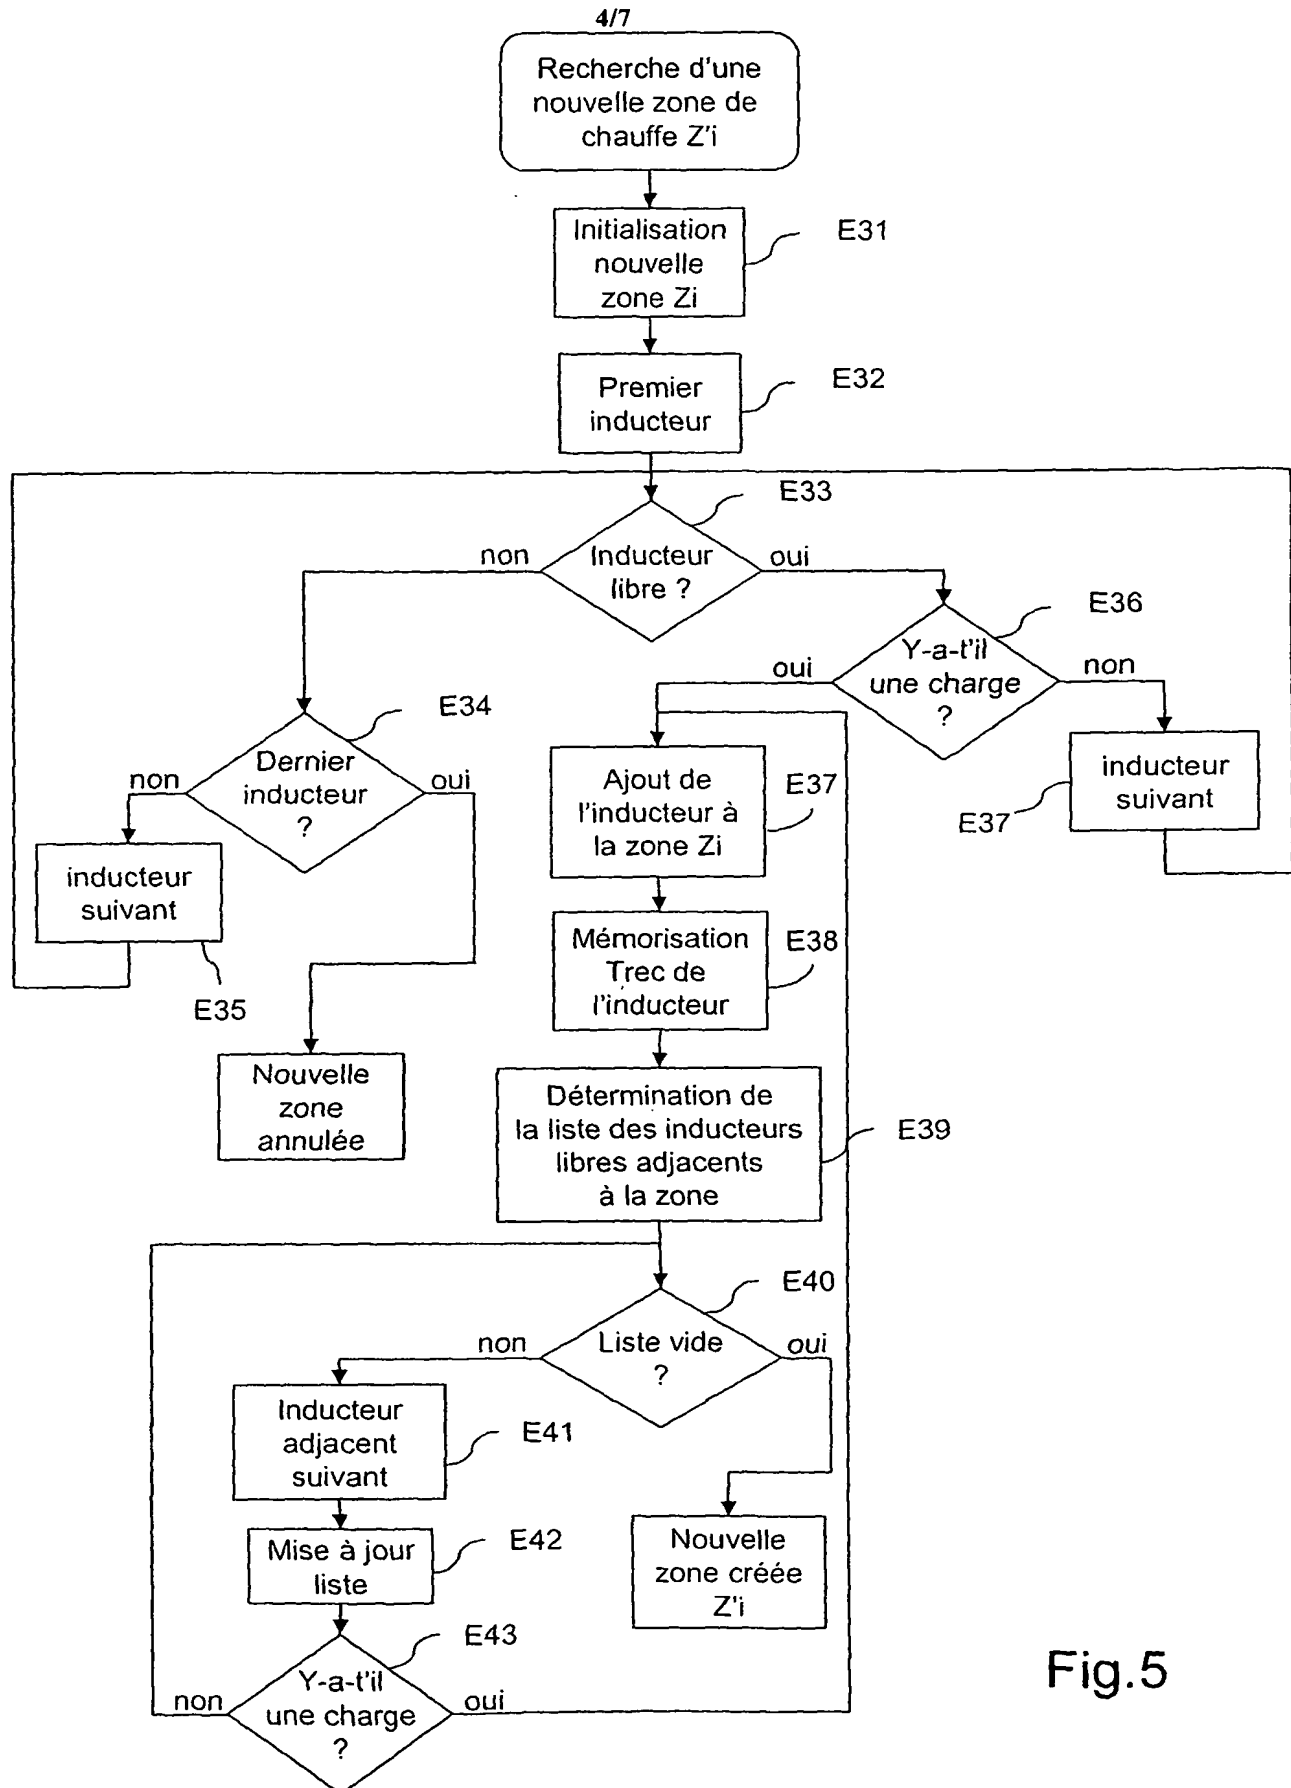 4/7
Recherche d'une
nouvelle zone de
chauffe Z'i
Initialisation
nouvelle
zone Zi
E31
Premier
inducteur
E32
E33
non
Inducteur
libre ?
oui
E36
Y-a-t'il
une charge
?
oui
non
E34
Dernier
inducteur
?
non
oui
Ajout de
l'inducteur à
la zone Zi
E37
inducteur
suivant
E37
inducteur
suivant
E35
Mémorisation
Trec de
l'inducteur
E38
Nouvelle
zone
annulée
Détermination de
la liste des inducteurs
libres adjacents
à la zone
E39
E40
non
Liste vide
?
oui
Inducteur
adjacent
suivant
E41
Mise à jour
liste
E42
Nouvelle
zone créée
Z'i
E43
Y-a-t'il
une charge
?
non
oui
Fig.5